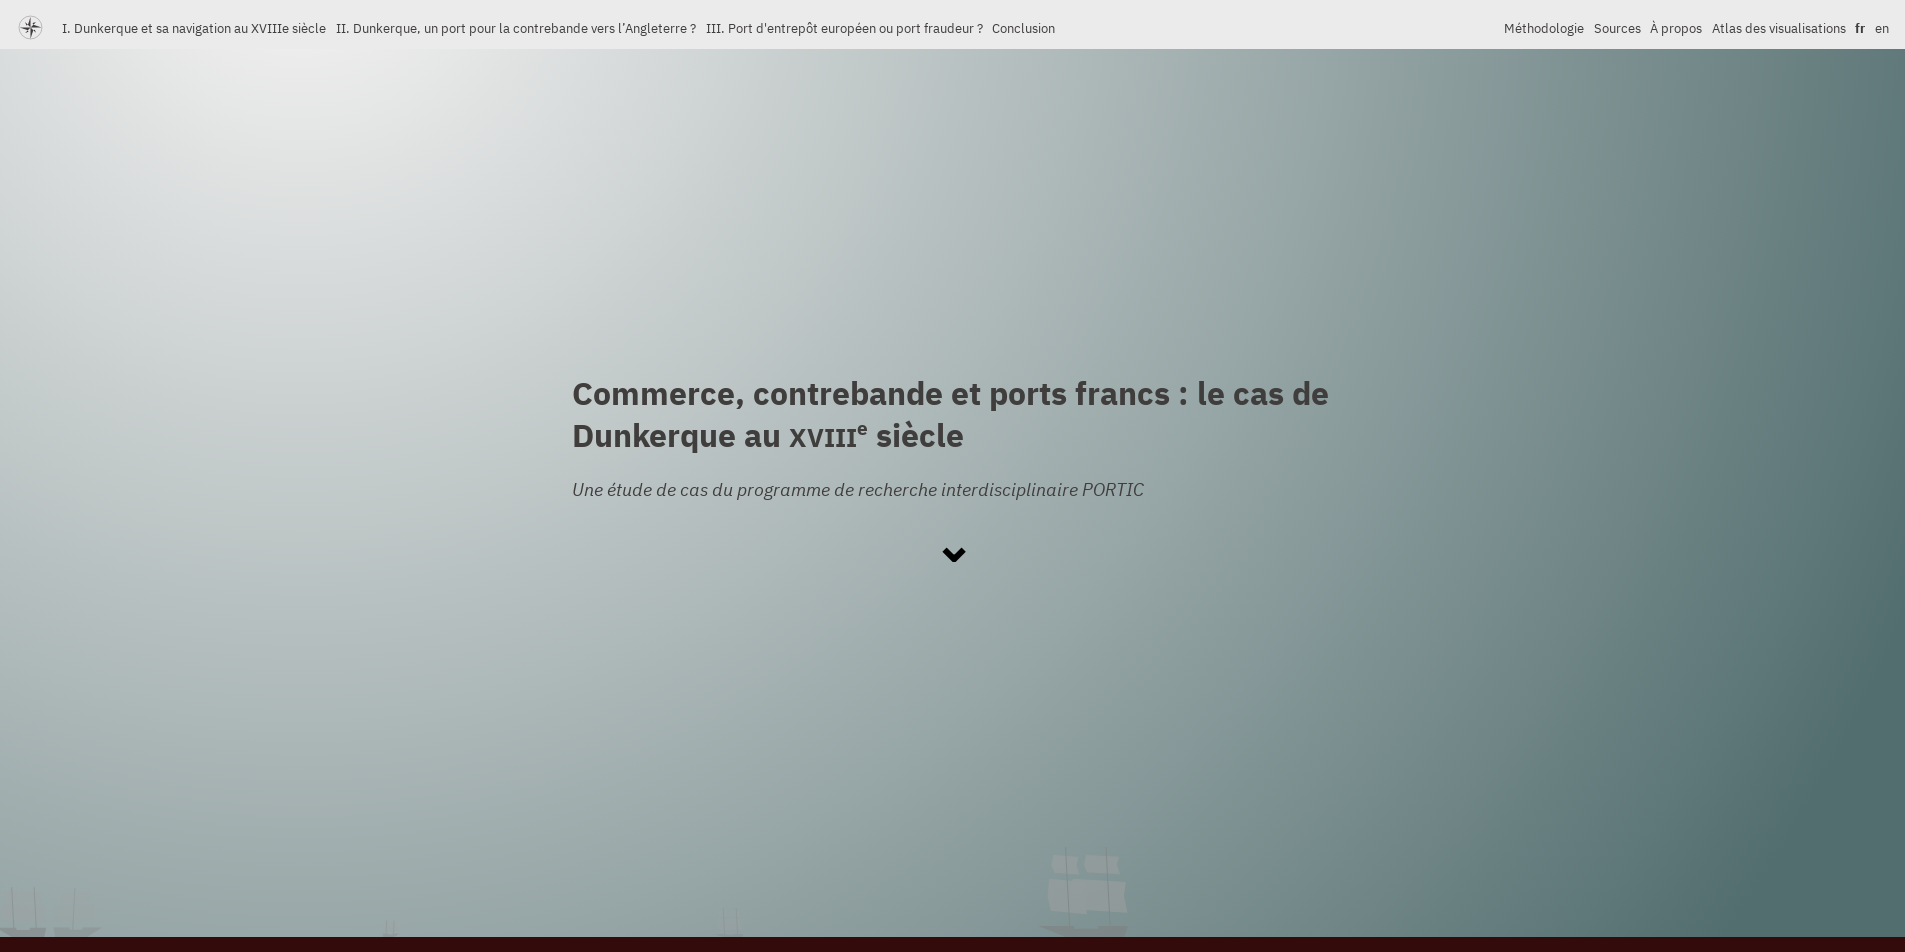 I. Dunkerque et sa navigation au XVIIIe siècle II. Dunkerque, un port pour la contrebande vers l’Angleterre ? III. Port d'entrepôt européen ou port fraudeur ? Conclusion Méthodologie Sources À propos Atlas des visualisations fr en
Commerce, contrebande et ports francs : le cas de
Dunkerque au XVIIIe siècle
Une étude de cas du programme de recherche interdisciplinaire PORTIC